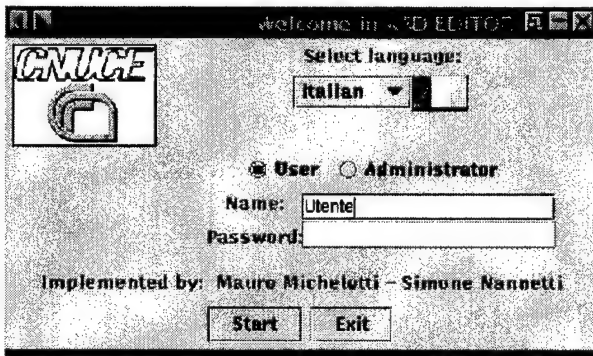 welcome in
EDITOR
CNUCE
Select language:
Italian
User Administrator
Name: Utente
Password:
Implemented by: Mauro Michelotti - Simone Nannetti
Start Exit